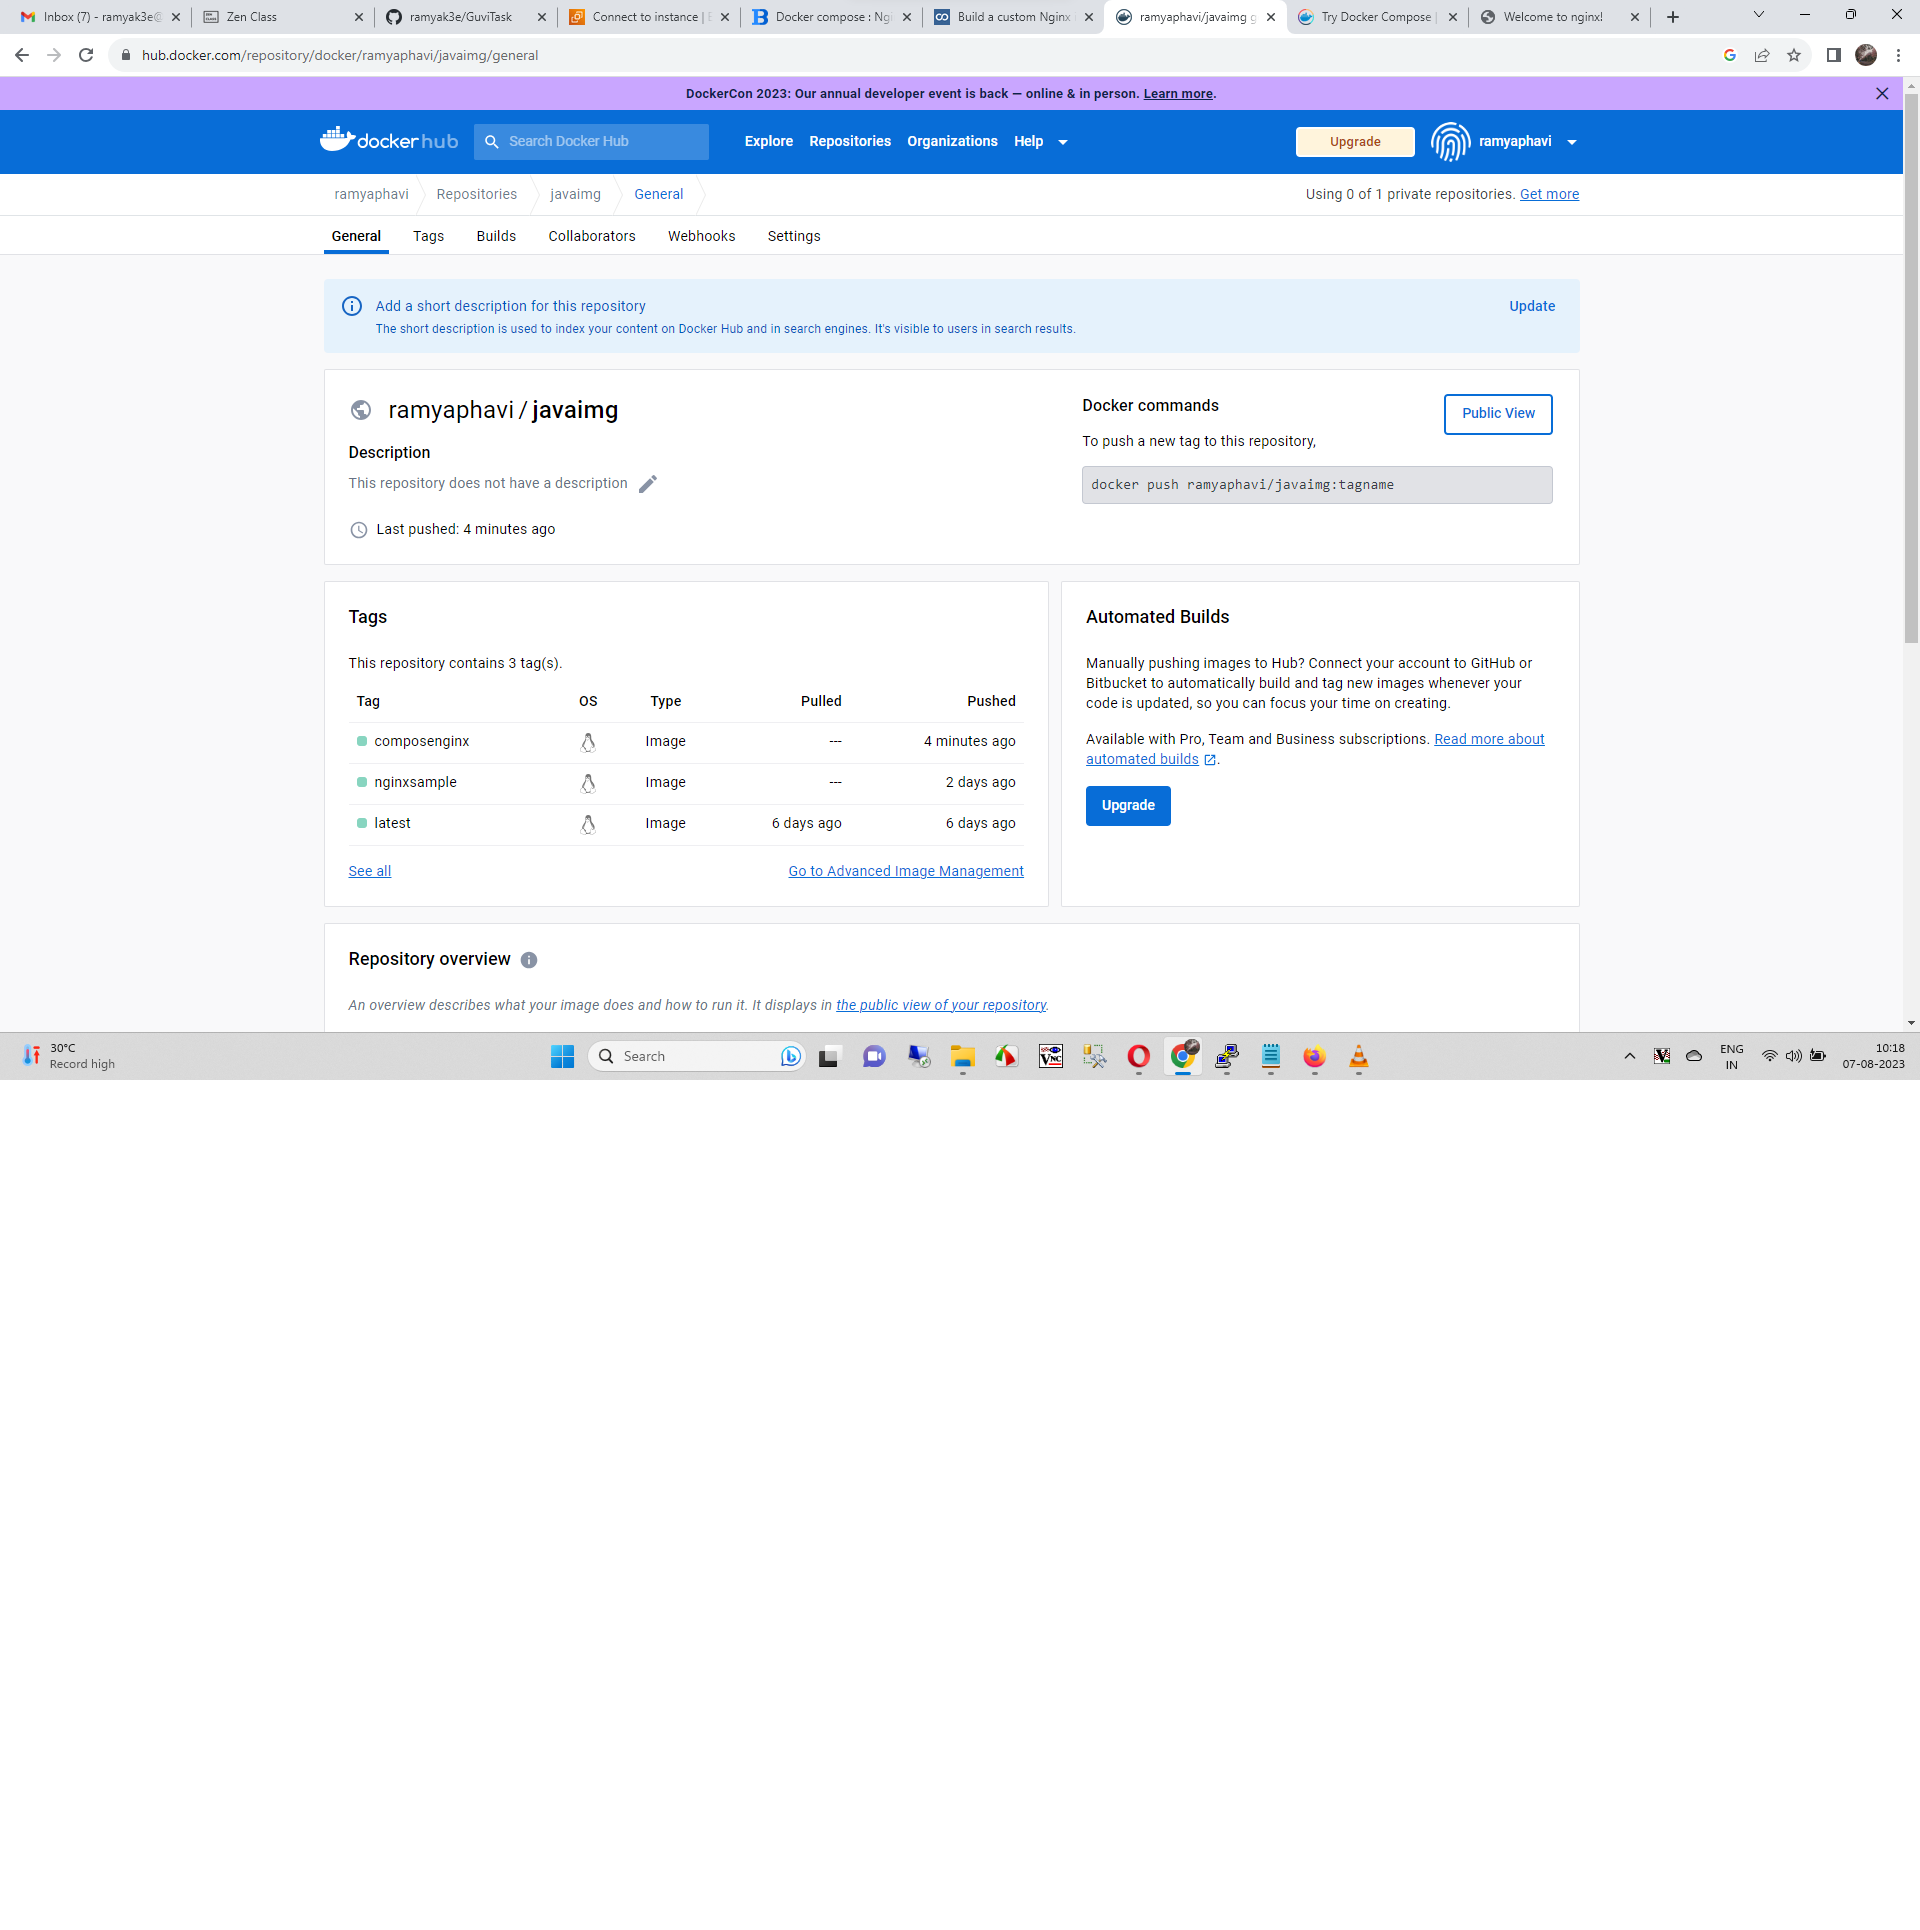 Inbox (7) - ramyak3e@
Zen Class
ramyak3e/GuviTask
Connect to instance |
Docker compose : Ngi
Build a custom Nginx
ramyaphavi/javaimg g
Try Docker Compose |
Welcome to nginx!
hub.docker.com/repository/docker/ramyaphavi/javaimg/general
DockerCon 2023: Our annual developer event is back — online & in person. Learn more.
docker hub
Search Docker Hub
Explore Repositories Organizations Help
Upgrade
ramyaphavi
ramyaphavi Repositories javaimg General
Using 0 of 1 private repositories. Get more
General Tags Builds Collaborators Webhooks Settings
Add a short description for this repository
Update
The short description is used to index your content on Docker Hub and in search engines. It's visible to users in search results.
ramyaphavi / javaimg
Description
This repository does not have a description
Last pushed: 4 minutes ago
Docker commands
Public View
To push a new tag to this repository,
docker push ramyaphavi/javaimg:tagname
Tags
This repository contains 3 tag(s).
Tag OS Type Pulled Pushed
composenginx Image --- 4 minutes ago
nginxsample Image --- 2 days ago
latest Image 6 days ago 6 days ago
See all
Go to Advanced Image Management
Automated Builds
Manually pushing images to Hub? Connect your account to GitHub or
Bitbucket to automatically build and tag new images whenever your
code is updated, so you can focus your time on creating.
Available with Pro, Team and Business subscriptions. Read more about
automated builds .
Upgrade
Repository overview
An overview describes what your image does and how to run it. It displays in the public view of your repository.
30°C
Record high
Search
VNC
ENG
IN
10:18
07-08-2023